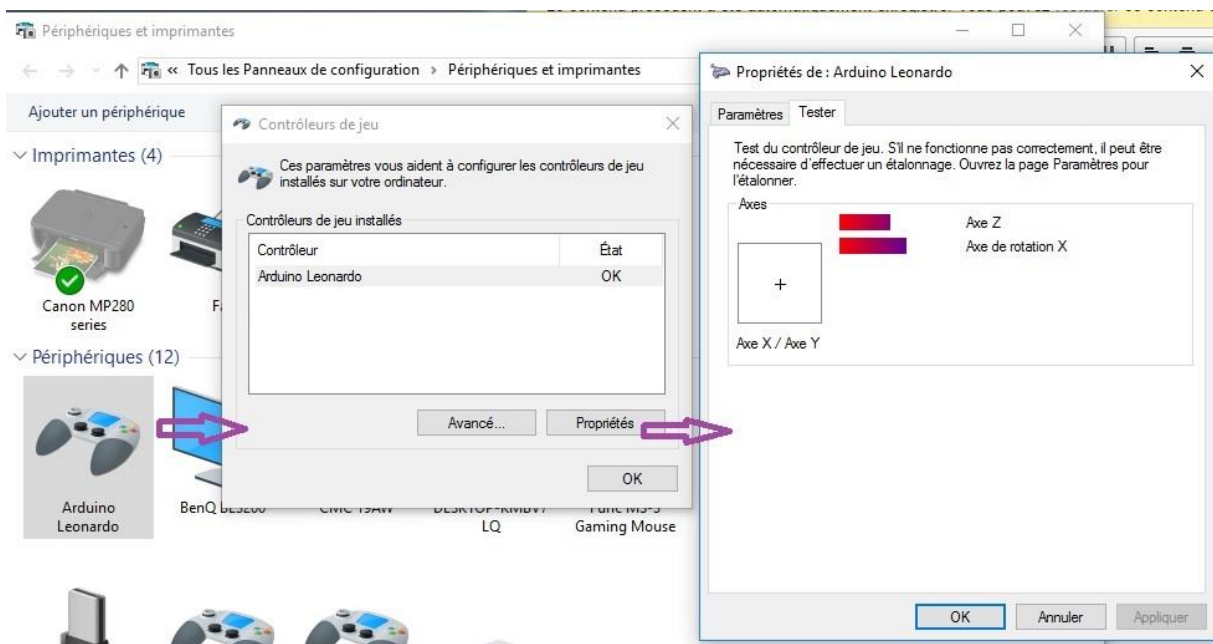 Périphériques et imprimantes
« Tous les Panneaux de configuration › Périphériques et imprimantes
Ajouter un périphérique
Imprimantes (4)
Canon MP280
series
Périphériques (12)
Arduino
Leonardo
BenQ
LQ
Gaming Mouse
Contrôleurs de jeu
Ces paramètres vous aident à configurer les contrôleurs de jeu
installés sur votre ordinateur.
Contrôleurs de jeu installés
Contrôleur État
Arduino Leonardo OK
Avancé... Propriétés
OK
Propriétés de : Arduino Leonardo
Paramètres Tester
Test du contrôleur de jeu. S'il ne fonctionne pas correctement, il peut être
nécessaire d'effectuer un étalonnage. Ouvrez la page Paramètres pour
l'étalonner.
Axes
Axe Z
Axe de rotation X
Axe X / Axe Y
OK Annuler Appliquer